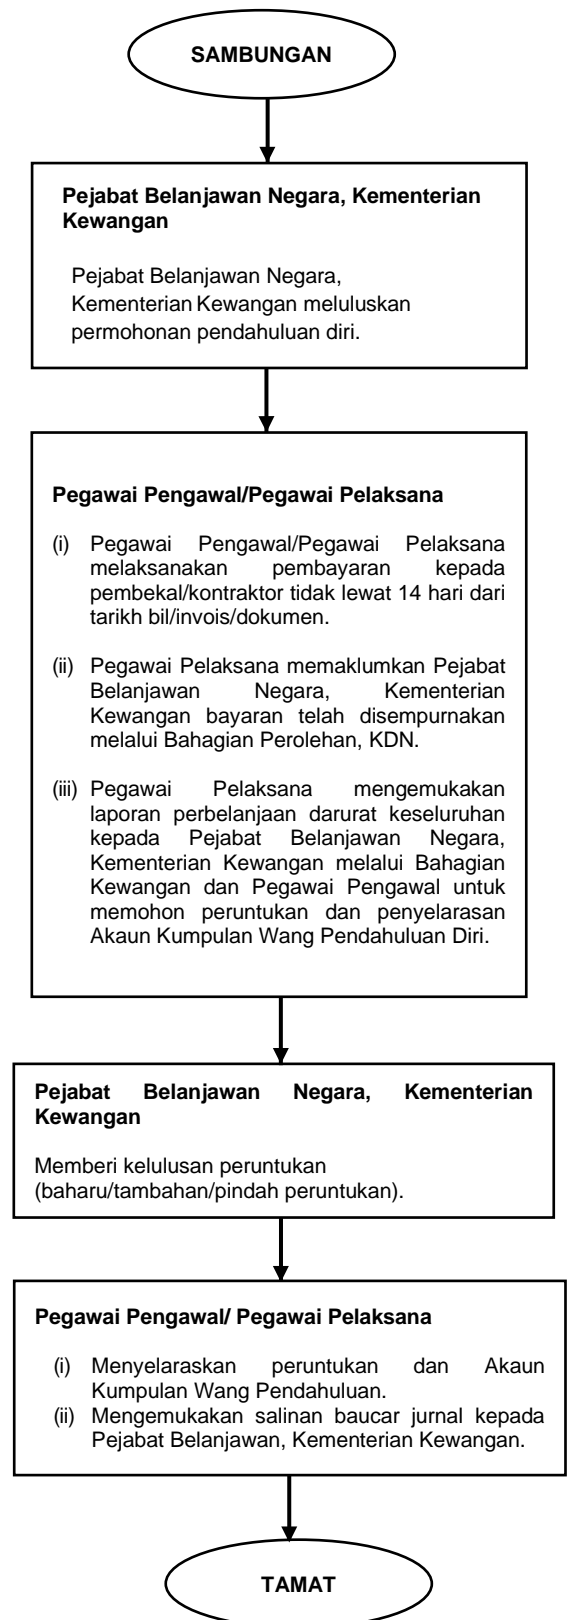 SAMBUNGAN
Pejabat Belanjawan Negara, Kementerian
Kewangan
Pejabat Belanjawan Negara,
Kementerian Kewangan meluluskan
permohonan pendahuluan diri.
Pegawai Pengawal/Pegawai Pelaksana
(i) Pegawai Pengawal/Pegawai Pelaksana
melaksanakan pembayaran kepada
pembekal/kontraktor tidak lewat 14 hari dari
tarikh bil/invois/dokumen.
(ii) Pegawai Pelaksana memaklumkan Pejabat
Belanjawan Negara, Kementerian
Kewangan bayaran telah disempurnakan
melalui Bahagian Perolehan, KDN.
(iii) Pegawai Pelaksana mengemukakan
laporan perbelanjaan darurat keseluruhan
kepada Pejabat Belanjawan Negara,
Kementerian Kewangan melalui Bahagian
Kewangan dan Pegawai Pengawal untuk
memohon peruntukan dan penyelarasan
Akaun Kumpulan Wang Pendahuluan Diri.
Pejabat Belanjawan Negara, Kementerian
Kewangan
Memberi kelulusan peruntukan
(baharu/tambahan/pindah peruntukan).
Pegawai Pengawal/ Pegawai Pelaksana
(i) Menyelaraskan peruntukan dan Akaun
Kumpulan Wang Pendahuluan.
(ii) Mengemukakan salinan baucar jurnal kepada
Pejabat Belanjawan, Kementerian Kewangan.
TAMAT